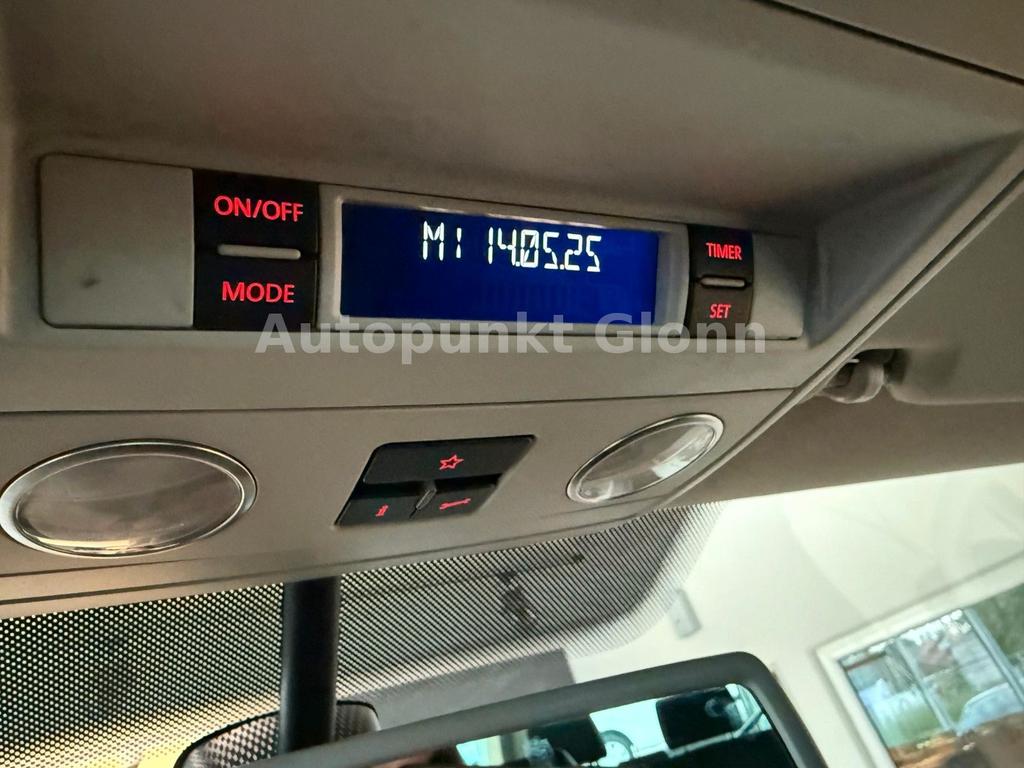 ON/OFF
MODE
MI 14.05.25
TIMER
SET
Autopunkt Glonn
i